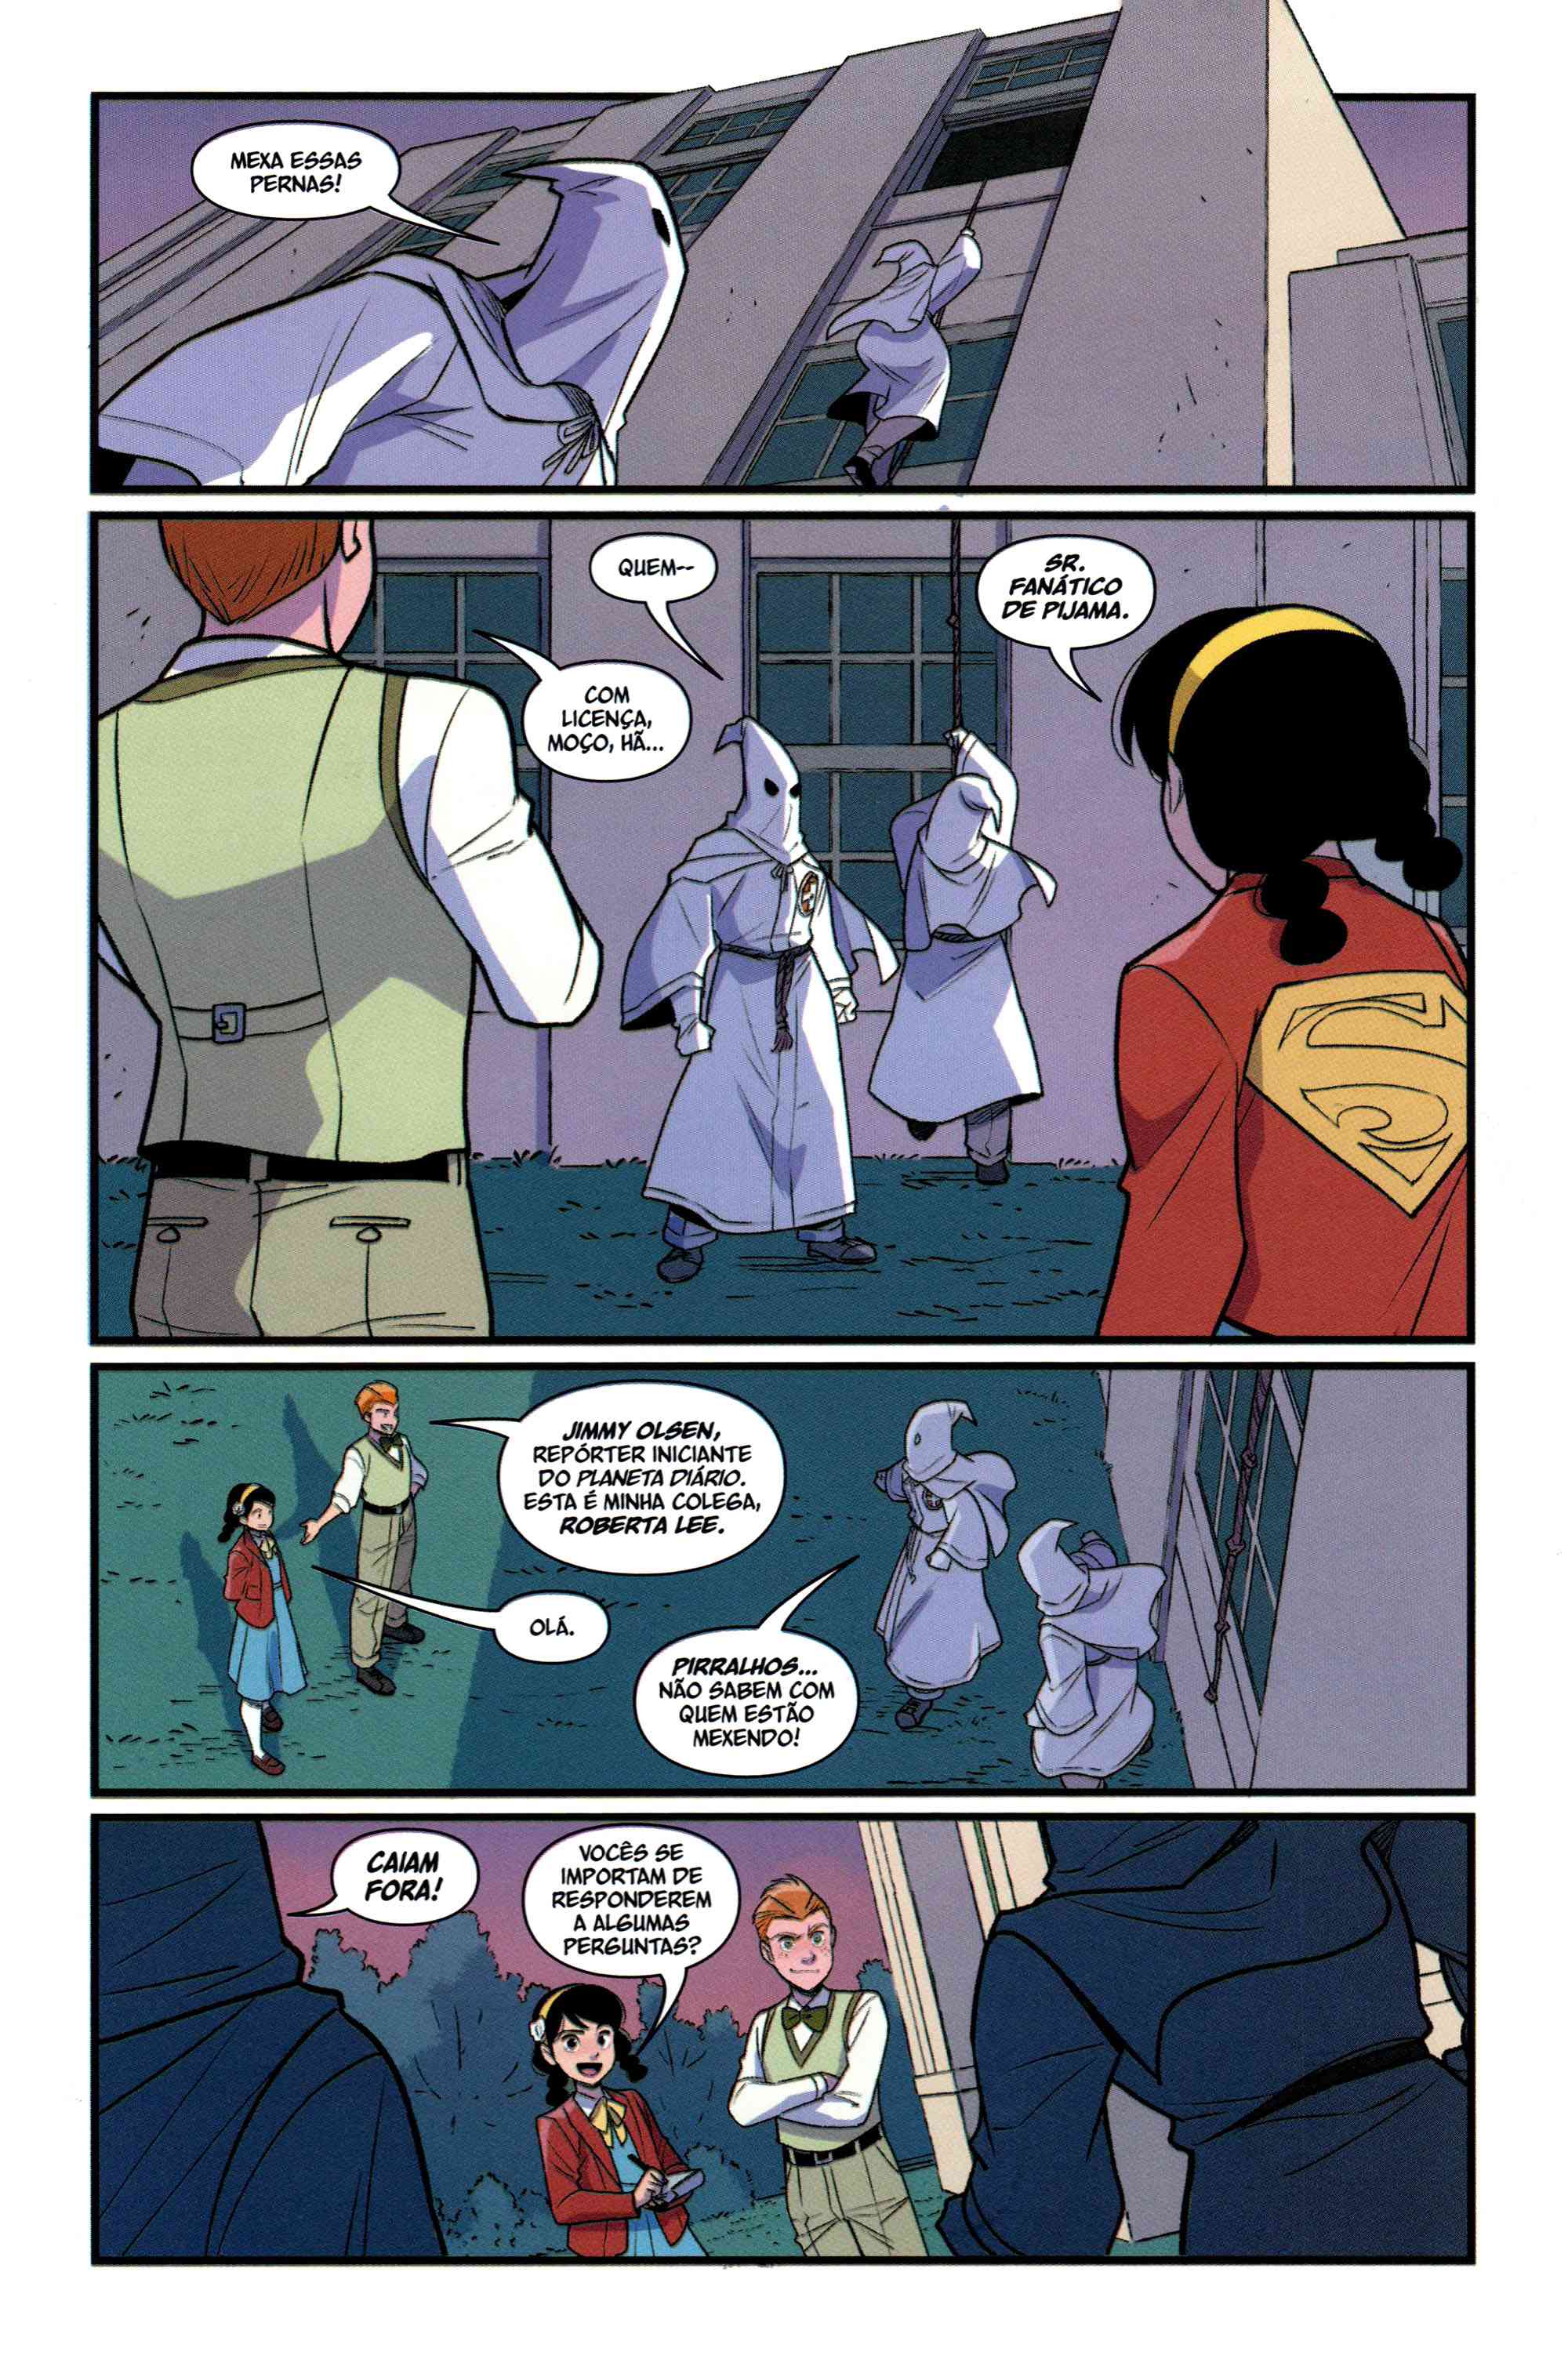 MEXA ESSAS
PERNAS!
COM
LICENÇA,
MOÇO, HÃ...
QUEM--
SR.
FANÁTICO
DE PIJAMA.
JIMMY OLSEN,
REPÓRTER INICIANTE
DO PLANETA DIÁRIO.
ESTA É MINHA COLEGA,
ROBERTA LEE.
OLÁ.
PIRRALHOS...
NÃO SABEM COM
QUEM ESTÃO
MEXENDO!
CAIAM
FORA!
VOCÊS SE
IMPORTAM DE
RESPONDEREM
A ALGUMAS
PERGUNTAS?